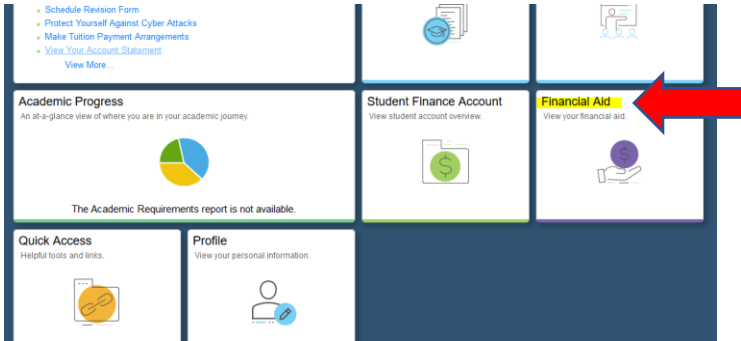 Schedule Revision Form
Protect Yourself Against Cyber Attacks
Make Tuition Payment Arrangements
View Your Account Statement
View More...
Academic Progress
An at-a-glance view of where you are in your academic journey.
The Academic Requirements report is not available.
Student Finance Account
View student account overview.
$
Financial Aid
View your financial aid.
$
Quick Access
Helpful tools and links.
Profile
View your personal information.